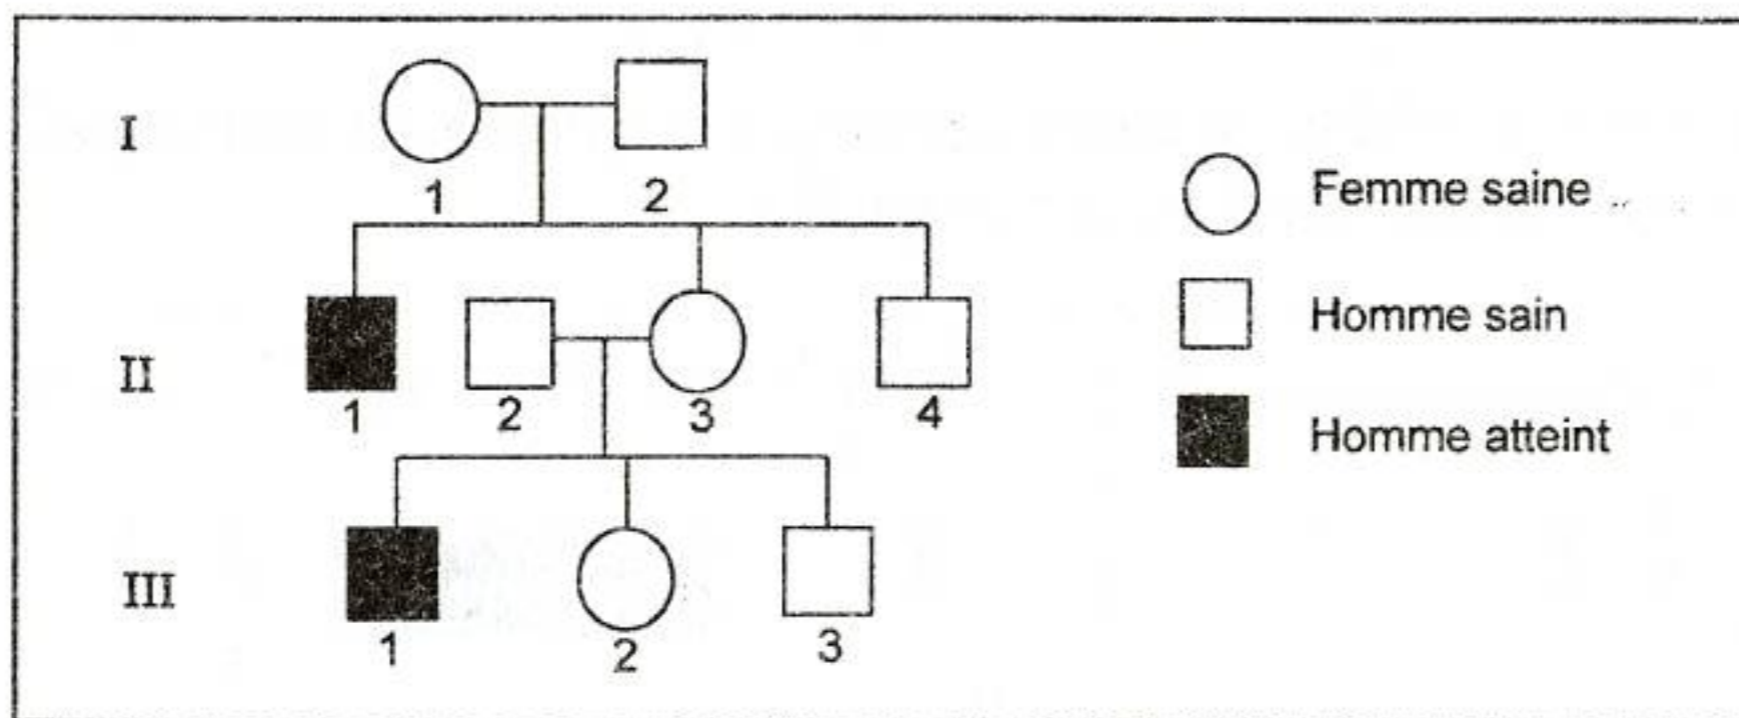 I
1 2
Femme saine
Homme sain
II
1 2 3 4
Homme atteint
III
1 2 3